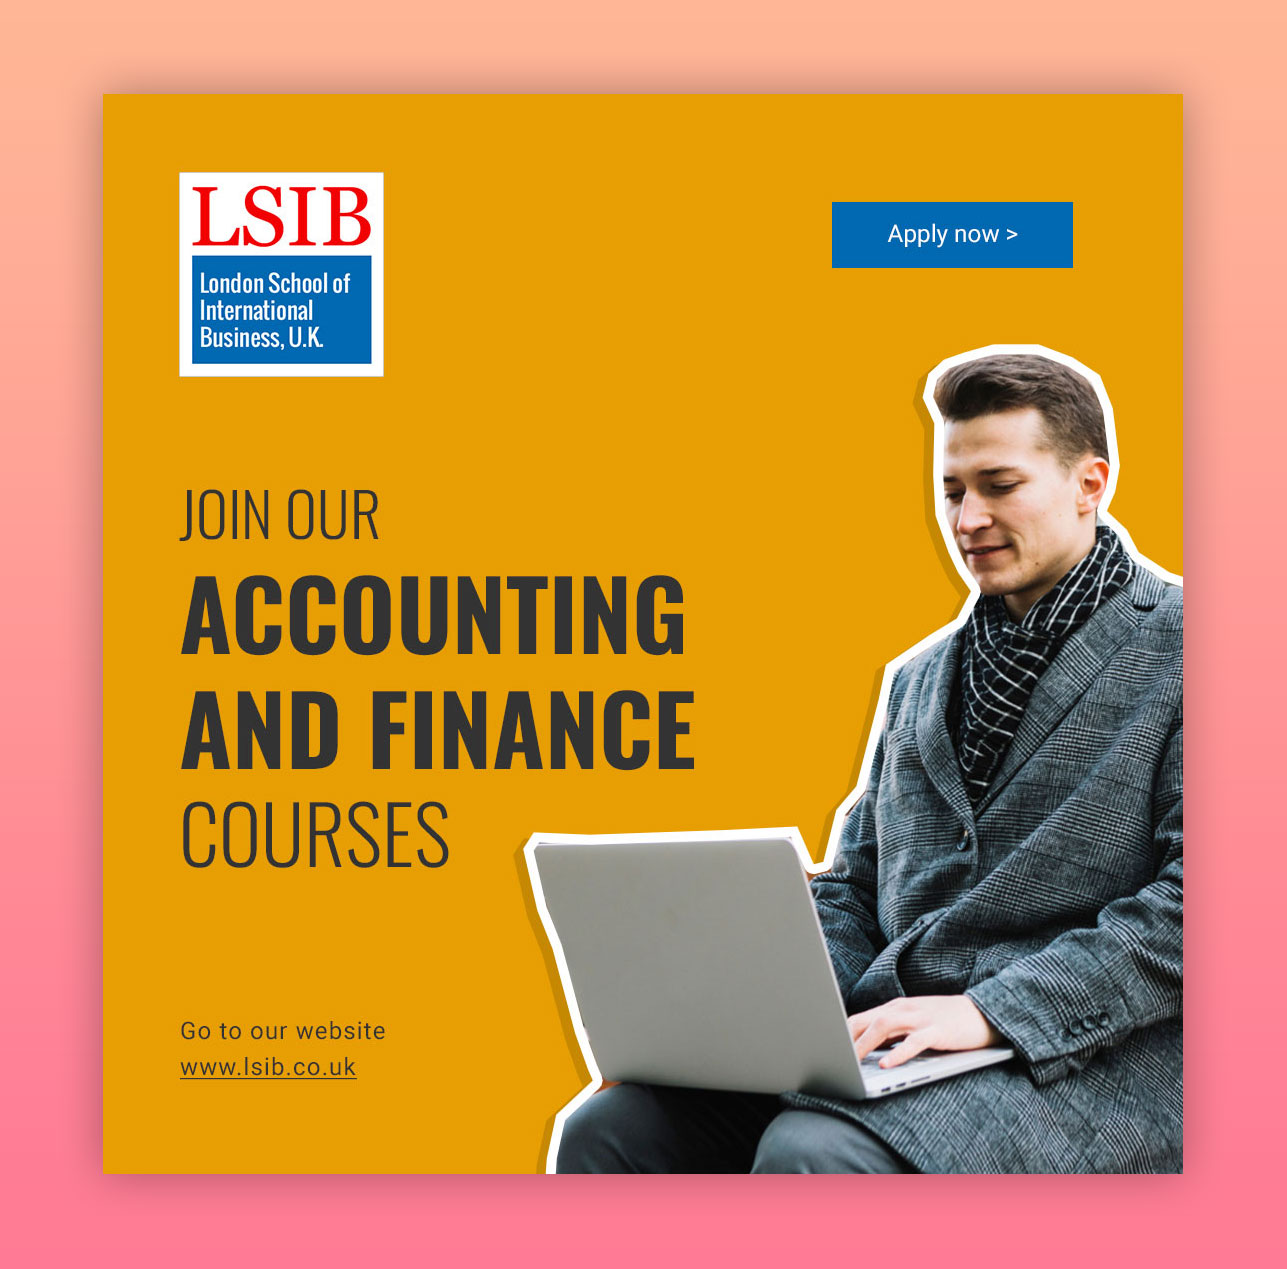 LSIB
London School of
International
Business, U.K.
Apply now >
JOIN OUR
ACCOUNTING
AND FINANCE
COURSES
Go to our website
www.lsib.co.uk